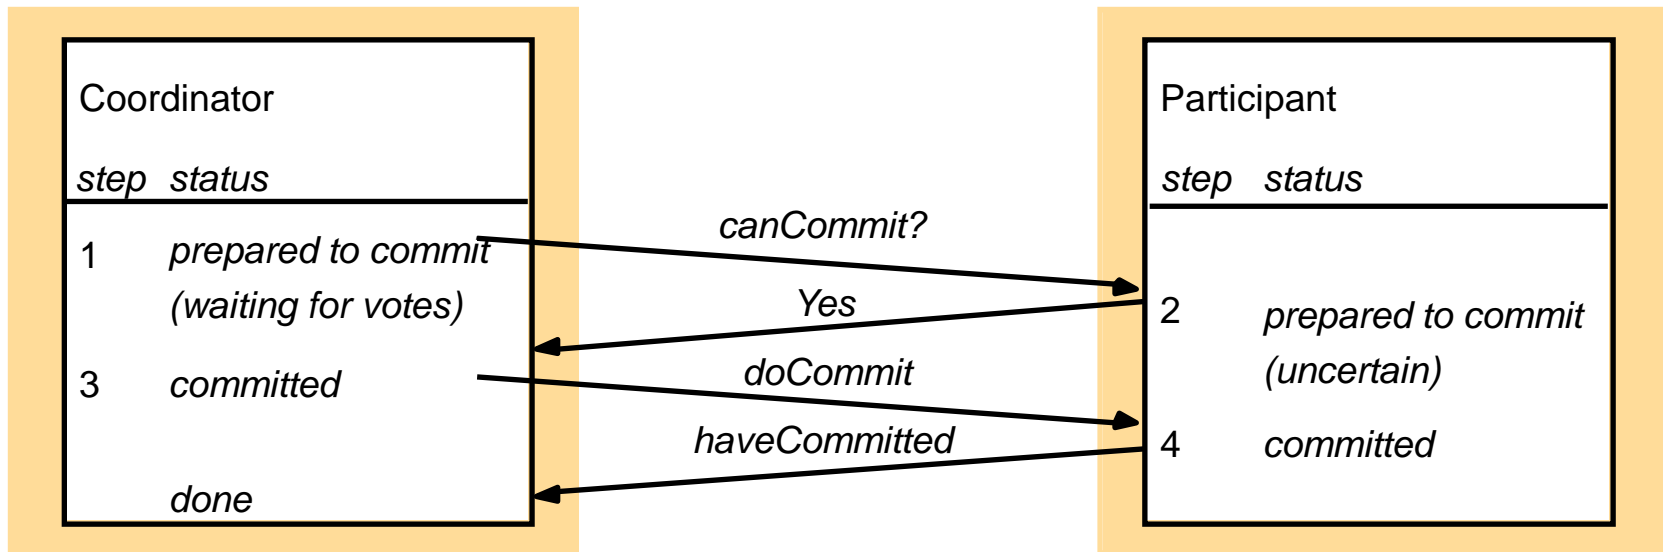 Coordinator
step status
1 prepared to commit
(waiting for votes)
3 committed
done
canCommit?
Yes
doCommit
haveCommitted
Participant
step status
2 prepared to commit
(uncertain)
4 committed